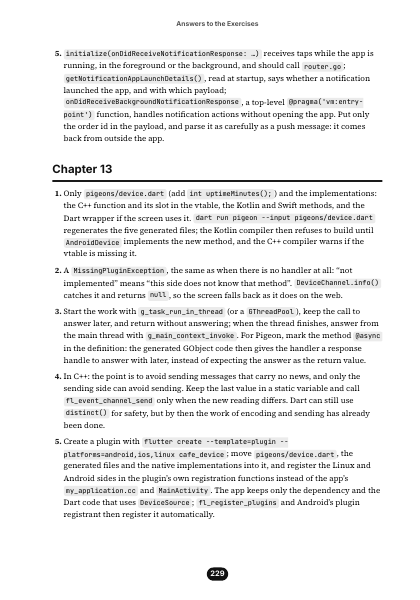 Answers to the Exercises
5. initialize(onDidReceiveNotificationResponse: …) receives taps while the app is
running, in the foreground or the background, and should call router.go;
getNotificationAppLaunchDetails(), read at startup, says whether a notification
launched the app, and with which payload;
onDidReceiveBackgroundNotificationResponse, a top-level @pragma('vm:entry-
point') function, handles notification actions without opening the app. Put only
the order id in the payload, and parse it as carefully as a push message: it comes
back from outside the app.
Chapter 13
1. Only pigeons/device.dart (add int uptimeMinutes();) and the implementations:
the C++ function and its slot in the vtable, the Kotlin and Swift methods, and the
Dart wrapper if the screen uses it. dart run pigeon --input pigeons/device.dart
regenerates the five generated files; the Kotlin compiler then refuses to build until
AndroidDevice implements the new method, and the C++ compiler warns if the
vtable is missing it.
2. A MissingPluginException, the same as when there is no handler at all: “not
implemented” means “this side does not know that method”. DeviceChannel.info()
catches it and returns null, so the screen falls back as it does on the web.
3. Start the work with g_task_run_in_thread (or a GThreadPool), keep the call to
answer later, and return without answering; when the thread finishes, answer from
the main thread with g_main_context_invoke. For Pigeon, mark the method @async
in the definition: the generated GObject code then gives the handler a response
handle to answer with later, instead of expecting the answer as the return value.
4. In C++: the point is to avoid sending messages that carry no news, and only the
sending side can avoid sending. Keep the last value in a static variable and call
fl_event_channel_send only when the new reading differs. Dart can still use
distinct() for safety, but by then the work of encoding and sending has already
been done.
5. Create a plugin with flutter create --template=plugin --
platforms=android,ios,linux cafe_device; move pigeons/device.dart, the
generated files and the native implementations into it, and register the Linux and
Android sides in the plugin's own registration functions instead of the app's
my_application.cc and MainActivity. The app keeps only the dependency and the
Dart code that uses DeviceSource; fl_register_plugins and Android's plugin
registrant then register it automatically.
229